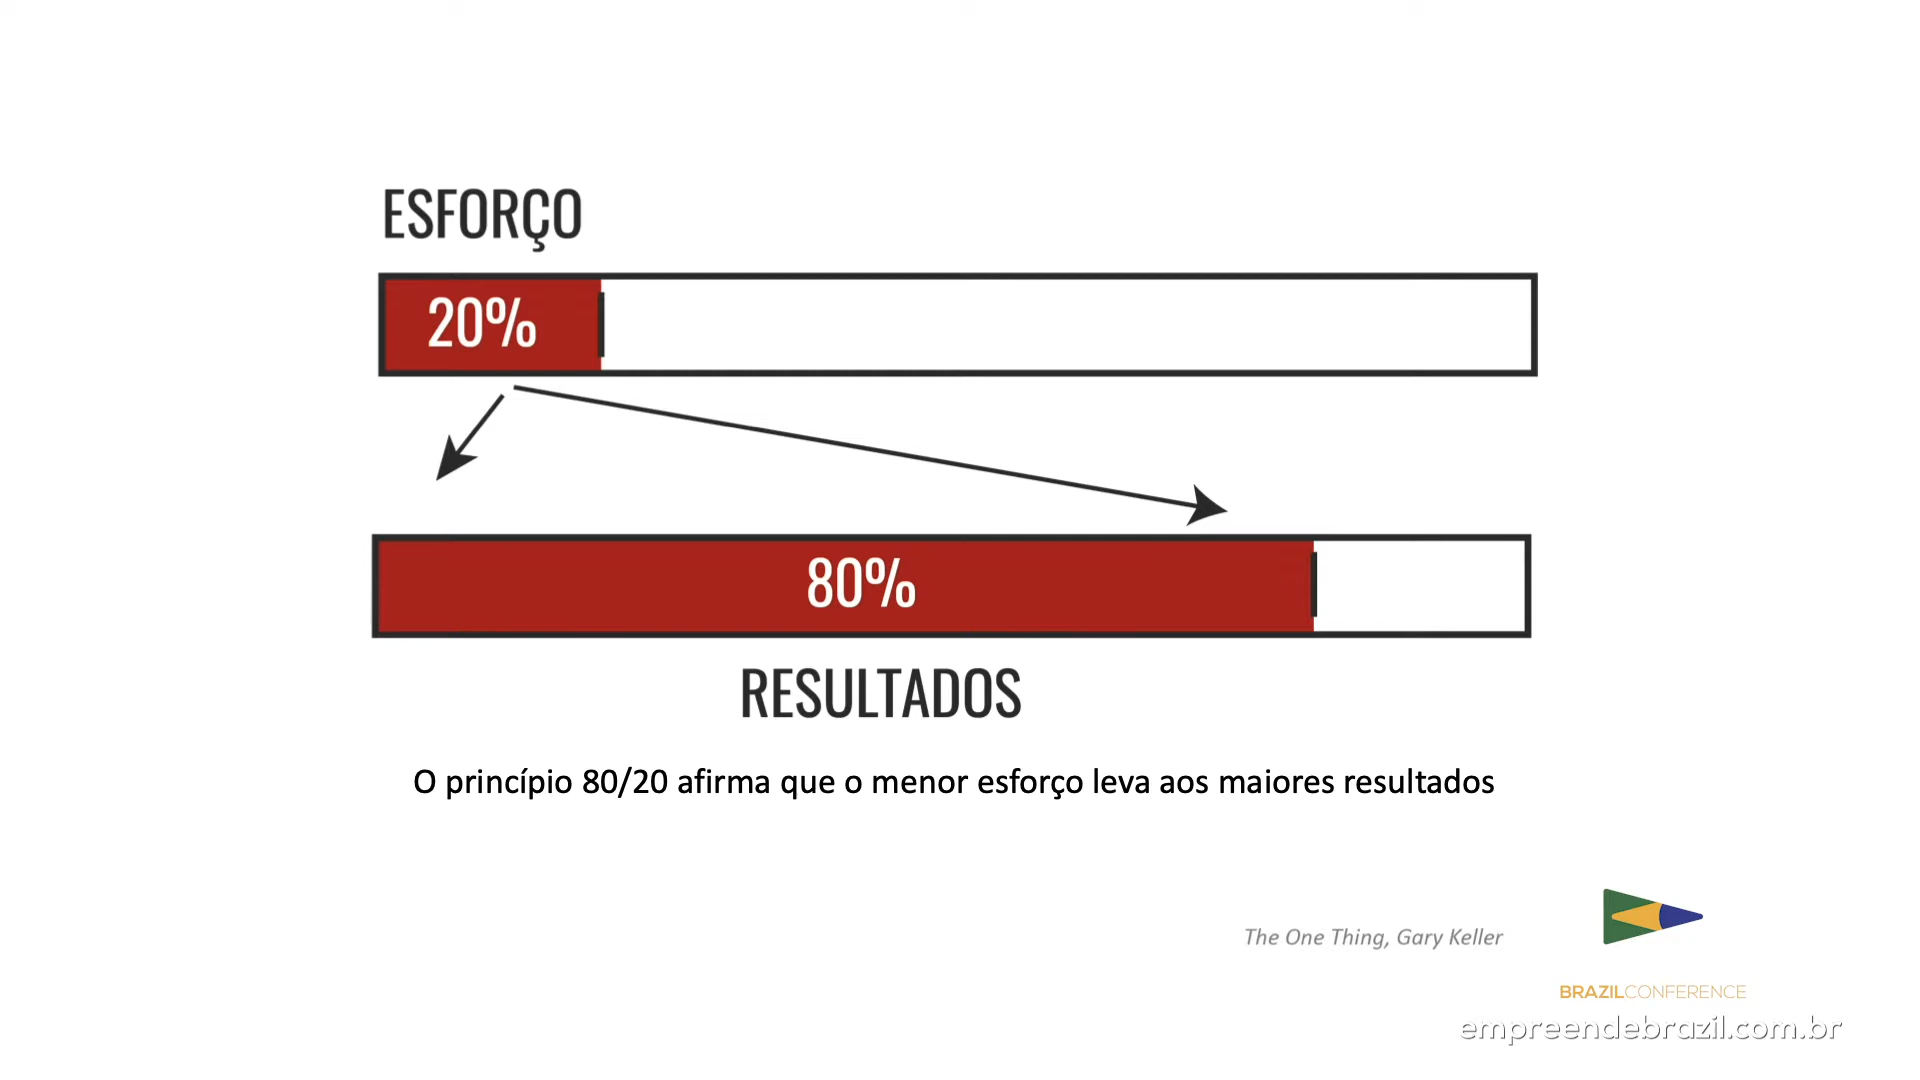 ESFORÇO
20%
80%
RESULTADOS
O princípio 80/20 afirma que o menor esforço leva aos maiores resultados
The One Thing, Gary Keller
BRAZILCONFERENCE
empreendebrazil.com.br